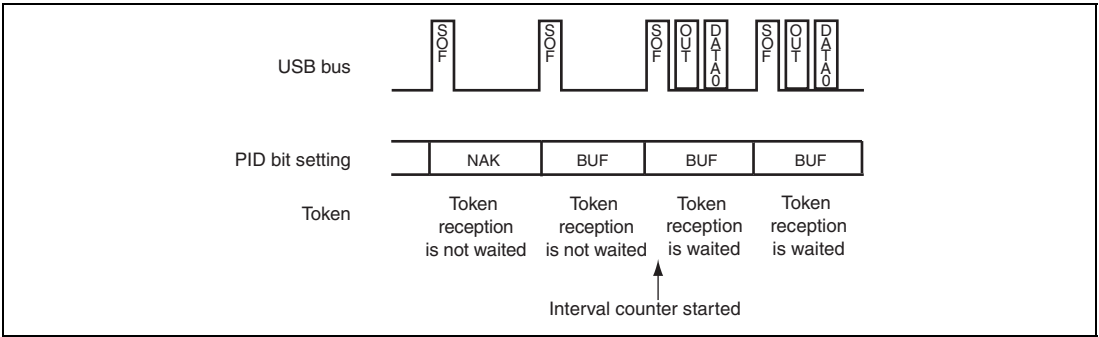 USB bus
SOF SOF SOF OUT DATA0 SOF OUT DATA0
PID bit setting NAK BUF BUF BUF
Token
Token Token Token Token
reception reception reception reception
is not waited is not waited is waited is waited
Interval counter started